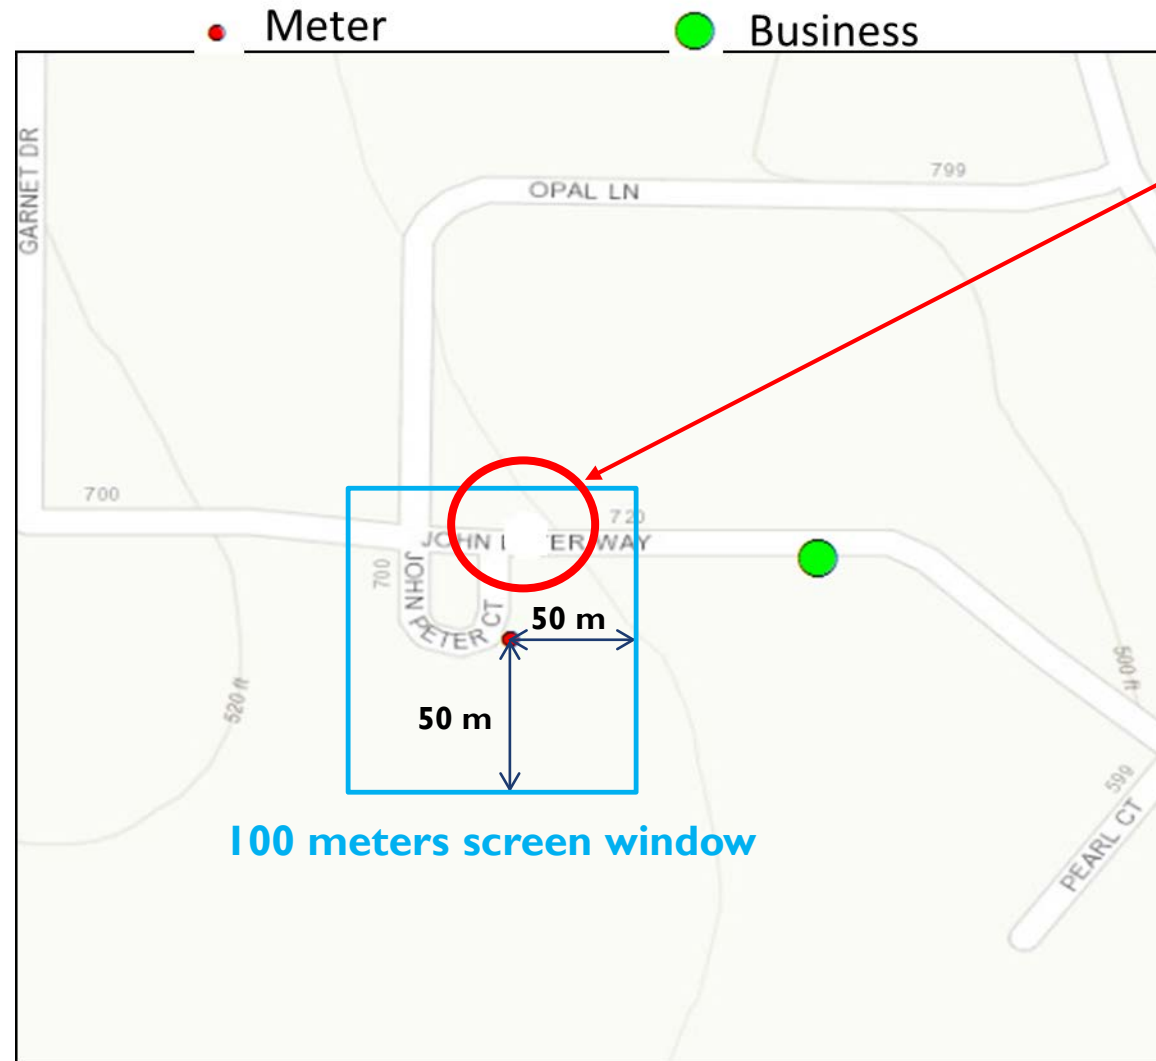 Meter
Business
GARNET DR
OPAL LN
799
700
720
JOHN
ER WAY
700
JOHN PETER CT
50 m
50 m
520 ft
500 ft
599
PEARL CT
100 meters screen window